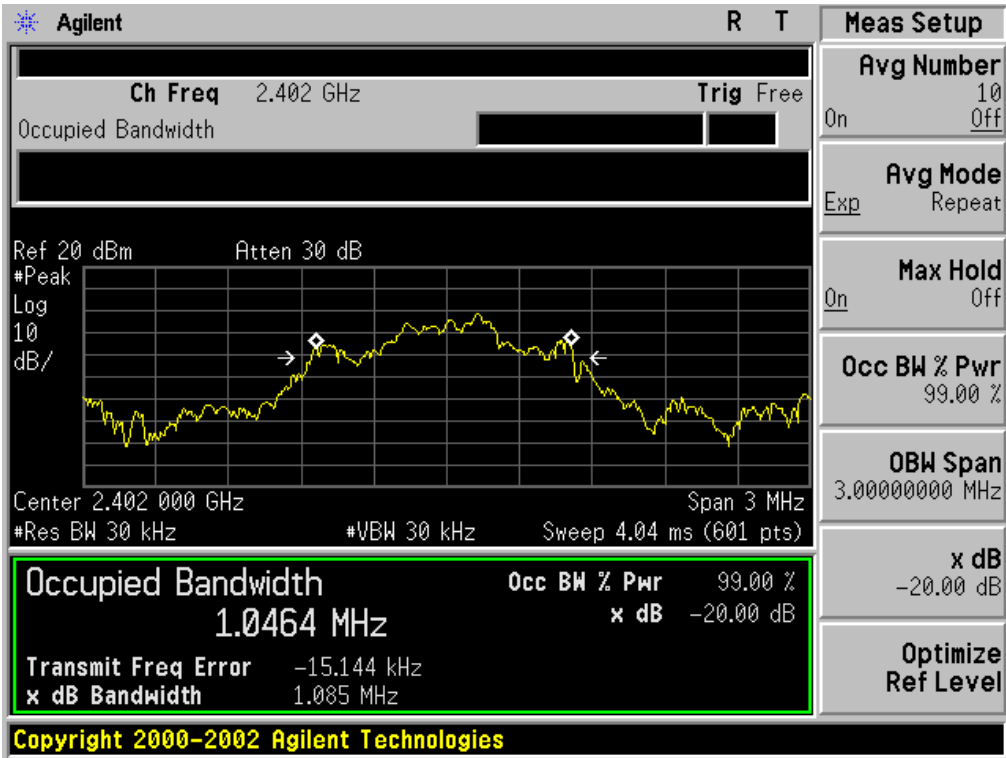 Agilent R T
Ch Freq 2.402 GHz Trig Free
Occupied Bandwidth
Ref 20 dBm Atten 30 dB
#Peak
Log
10
dB/
Center 2.402 000 GHz Span 3 MHz
#Res BW 30 kHz #VBW 30 kHz Sweep 4.04 ms (601 pts)
Occupied Bandwidth
1.0464 MHz
Occ BW % Pwr 99.00 %
x dB -20.00 dB
Transmit Freq Error -15.144 kHz
x dB Bandwidth 1.085 MHz
Copyright 2000-2002 Agilent Technologies
Meas Setup
Avg Number
10
On Off
Avg Mode
Exp Repeat
Max Hold
On Off
Occ BW % Pwr
99.00 %
OBW Span
3.00000000 MHz
x dB
-20.00 dB
Optimize
Ref Level